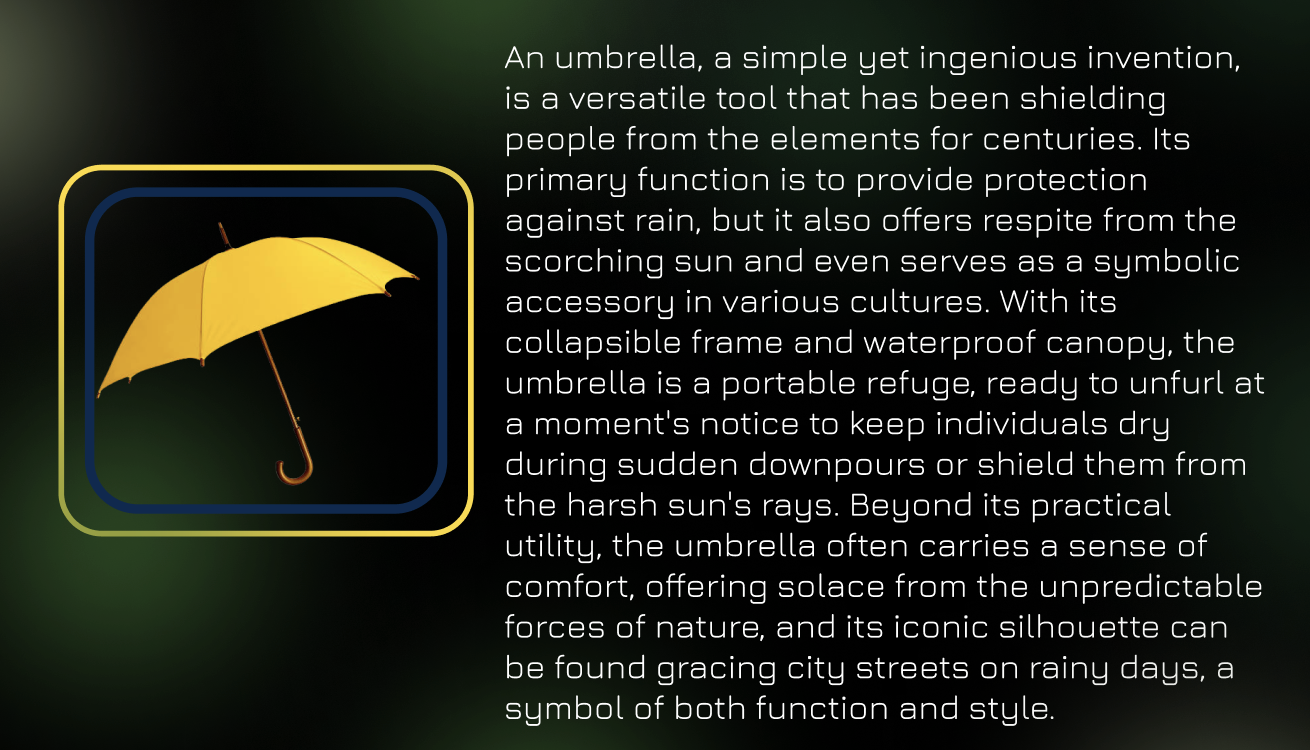 An umbrella, a simple yet ingenious invention,
is a versatile tool that has been shielding
people from the elements for centuries. Its
primary function is to provide protection
against rain, but it also offers respite from the
scorching sun and even serves as a symbolic
accessory in various cultures. With its
collapsible frame and waterproof canopy, the
umbrella is a portable refuge, ready to unfurl at
a moment's notice to keep individuals dry
during sudden downpours or shield them from
the harsh sun's rays. Beyond its practical
utility, the umbrella often carries a sense of
comfort, offering solace from the unpredictable
forces of nature, and its iconic silhouette can
be found gracing city streets on rainy days, a
symbol of both function and style.